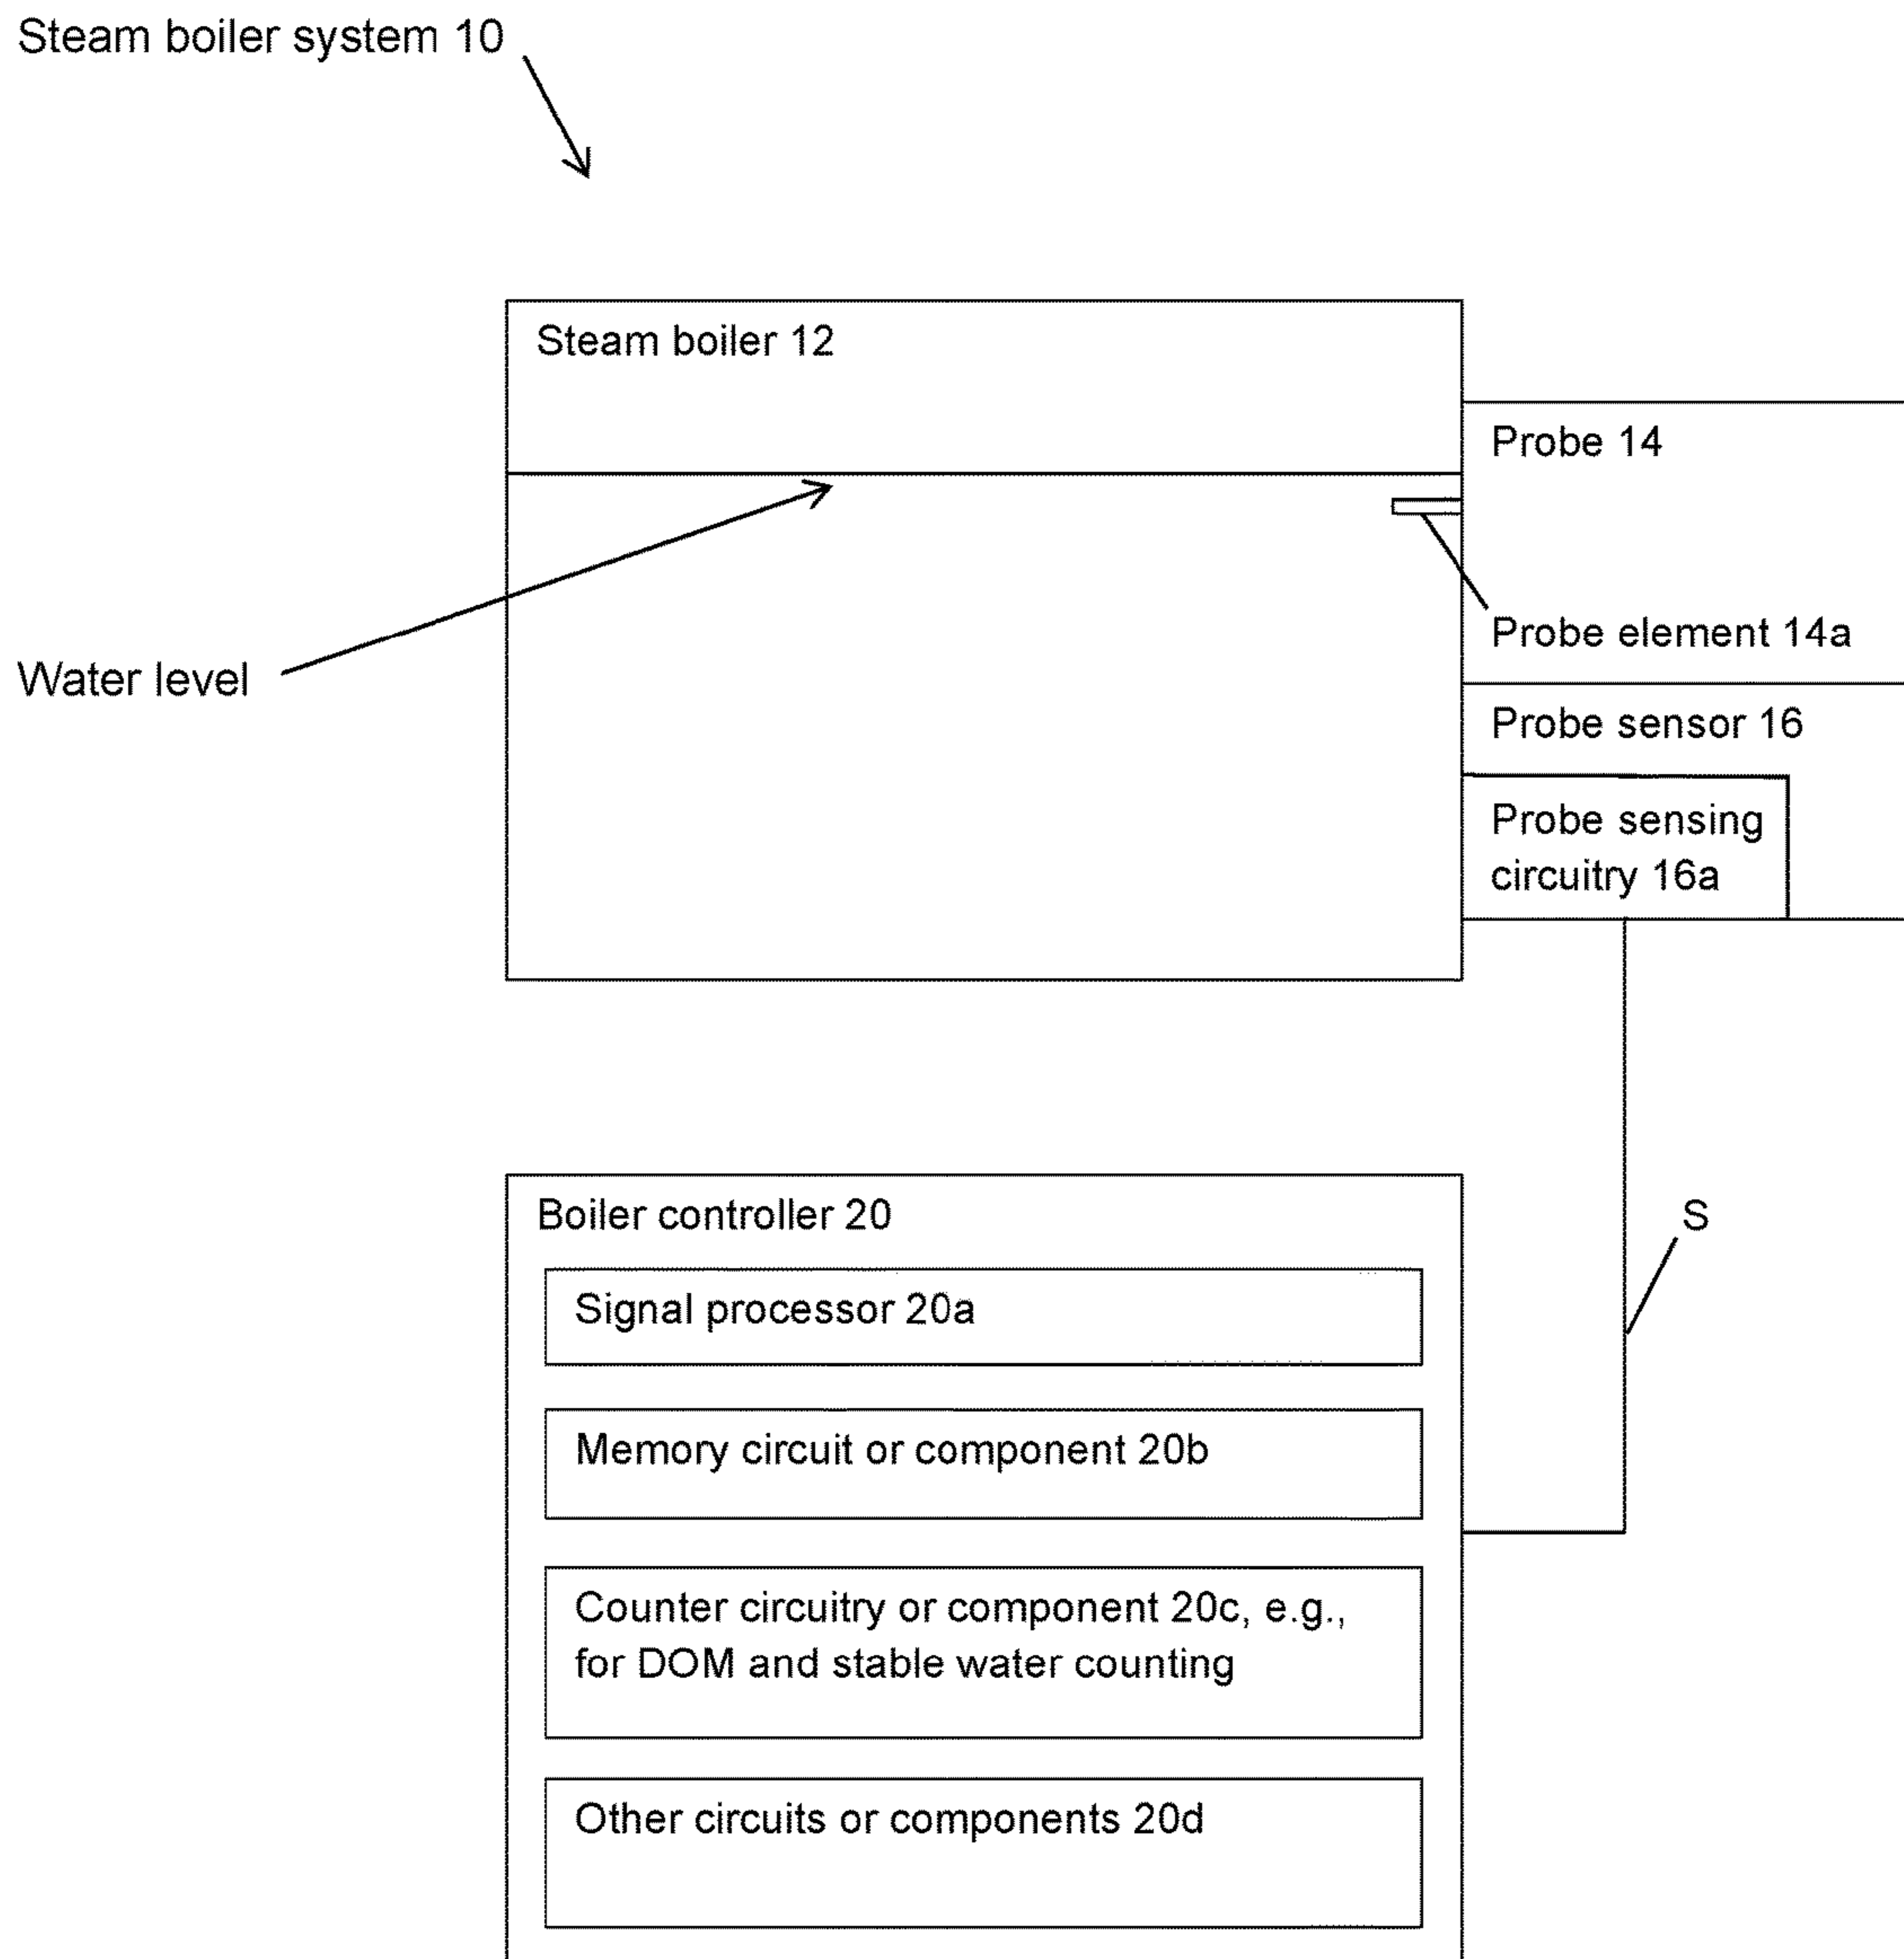 Steam boiler system 10
Steam boiler 12
Probe 14
Probe element 14a
Water level
Probe sensor 16
Probe sensing
circuitry 16a
Boiler controller 20
S
Signal processor 20a
Memory circuit or component 20b
Counter circuitry or component 20c, e.g.,
for DOM and stable water counting
Other circuits or components 20d